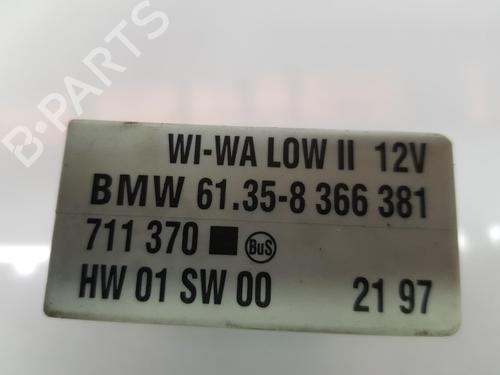 B-PARTS
WI-WA LOW II 12V
BMW 61.35-8 366 381
711 370 ■ BuS
HW 01 SW 00 21 97